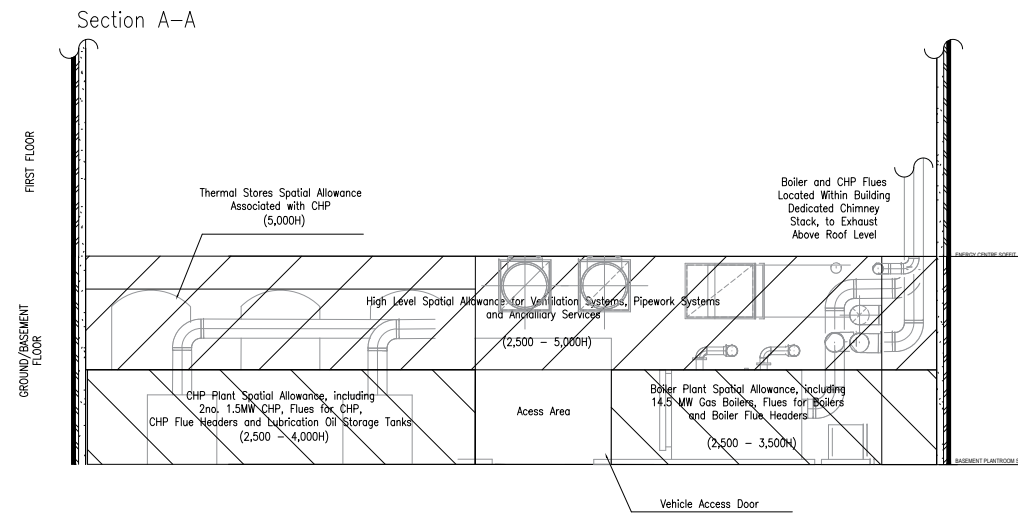 Section A–A
FIRST FLOOR
Thermal Stores Spatial Allowance
Associated with CHP
(5,000H)
Boiler and CHP Flues
Located Within Building
Dedicated Chimney
Stack, to Exhaust
Above Roof Level
ENERGY CENTRE SOFFIT
GROUND/BASEMENT
FLOOR
High Level Spatial Allowance for Ventilation Systems, Pipework Systems
and Ancialliary Services
(2,500 – 5,000H)
CHP Plant Spatial Allowance, including
2no. 1.5MW CHP, Flues for CHP,
CHP Flue Headers and Lubrication Oil Storage Tanks
(2,500 – 4,000H)
Acess Area
Boiler Plant Spatial Allowance, including
14.5 MW Gas Boilers, Flues for Boilers
and Boiler Flue Headers
(2,500 – 3,500H)
BASEMENT PLANTROOM S
Vehicle Access Door